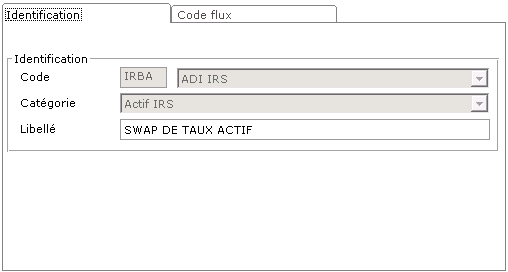 Identification Code flux
Identification
Code IRBA ADI IRS
Catégorie Actif IRS
Libellé SWAP DE TAUX ACTIF